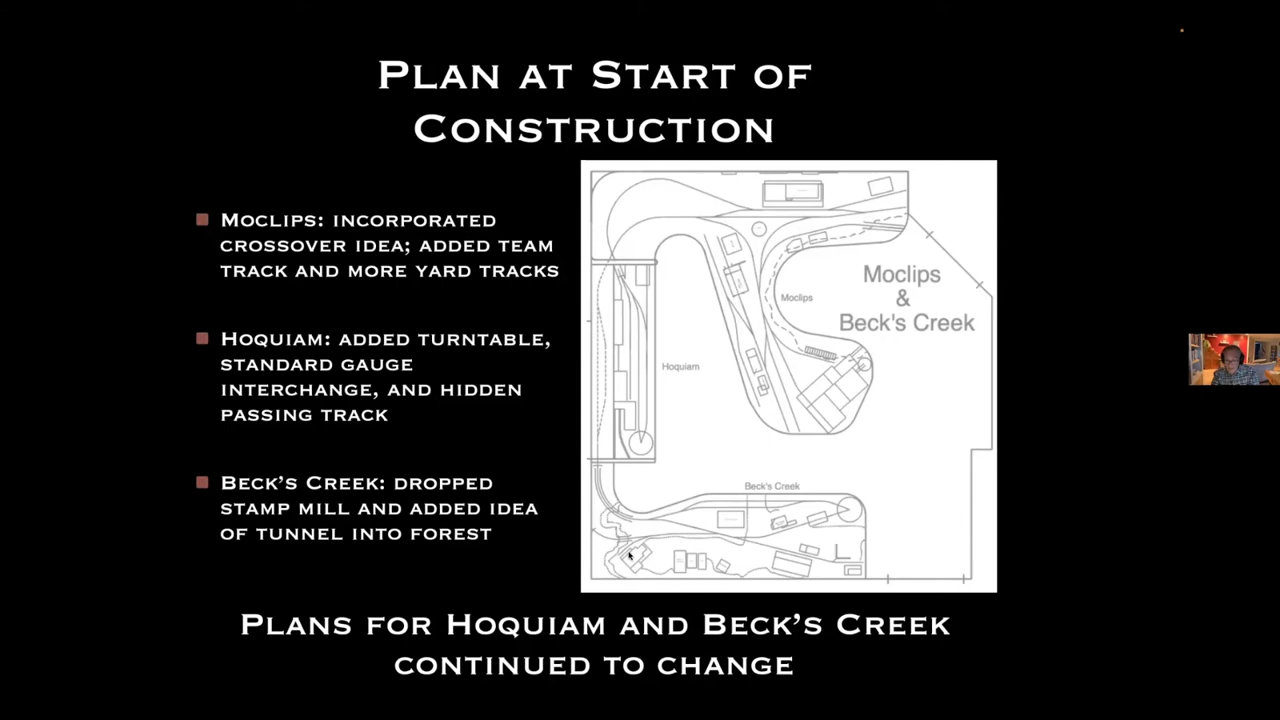 Plan at Start of
Construction
Moclips: incorporated
crossover idea; added team
track and more yard tracks
Hoquiam: added turntable,
standard gauge
interchange, and hidden
passing track
Beck's Creek: dropped
stamp mill and added idea
of tunnel into forest
Moclips
&
Beck's Creek
Moclips
Hoquiam
Beck's Creek
Plans for Hoquiam and Beck's Creek
continued to change